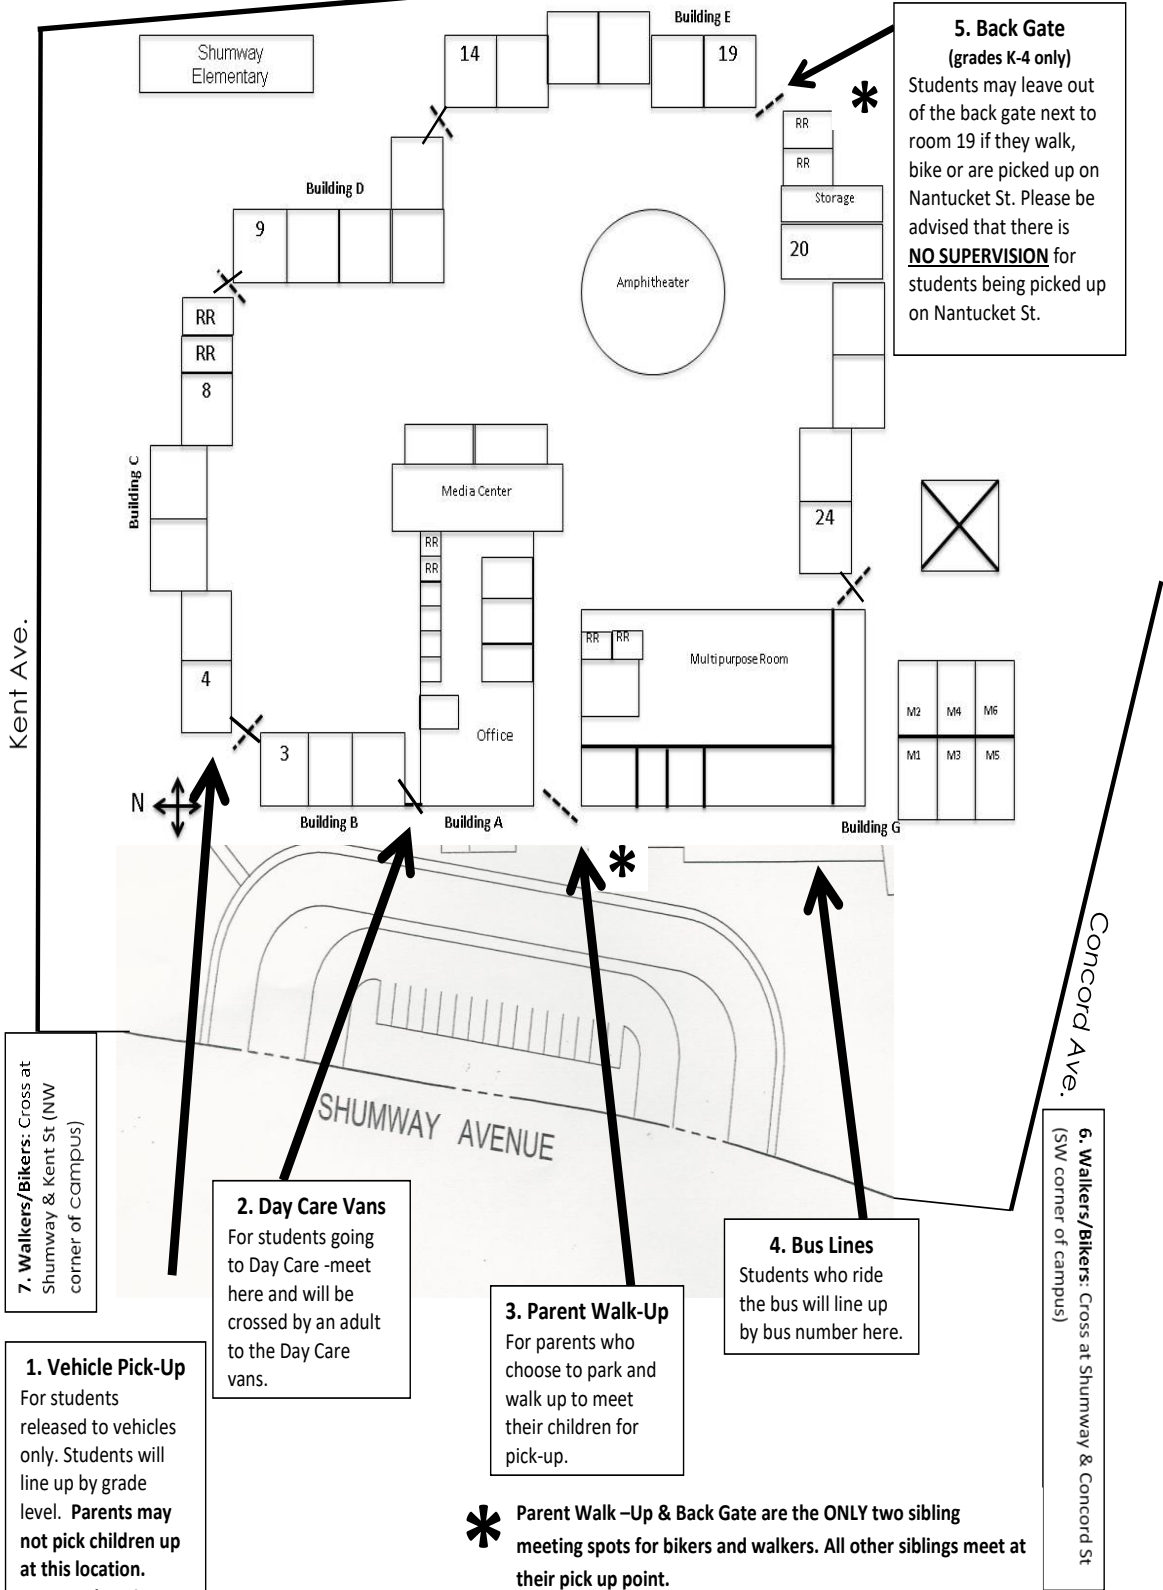 Shumway
Elementary
Building E
14
19
5. Back Gate
(grades K-4 only)
Students may leave out
of the back gate next to
room 19 if they walk,
bike or are picked up on
Nantucket St. Please be
advised that there is
NO SUPERVISION for
students being picked up
on Nantucket St.
*
RR
RR
Storage
20
Building D
9
Amphitheater
RR
RR
8
Building C
Media Center
24
RR
RR
RR
RR
Multipurpose Room
4
Office
3
M2
M4
M6
M1
M3
M5
Kent Ave.
N
Building B
Building A
Building G
*
Concord Ave.
SHUMWAY AVENUE
7. Walkers/Bikers: Cross at
Shumway & Kent St (NW
corner of campus)
2. Day Care Vans
For students going
to Day Care -meet
here and will be
crossed by an adult
to the Day Care
vans.
4. Bus Lines
Students who ride
the bus will line up
by bus number here.
6. Walkers/Bikers: Cross at Shumway & Concord St
(SW corner of campus)
3. Parent Walk-Up
For parents who
choose to park and
walk up to meet
their children for
pick-up.
1. Vehicle Pick-Up
For students
released to vehicles
only. Students will
line up by grade
level. Parents may
not pick children up
at this location.
* Parent Walk –Up & Back Gate are the ONLY two sibling
meeting spots for bikers and walkers. All other siblings meet at
their pick up point.